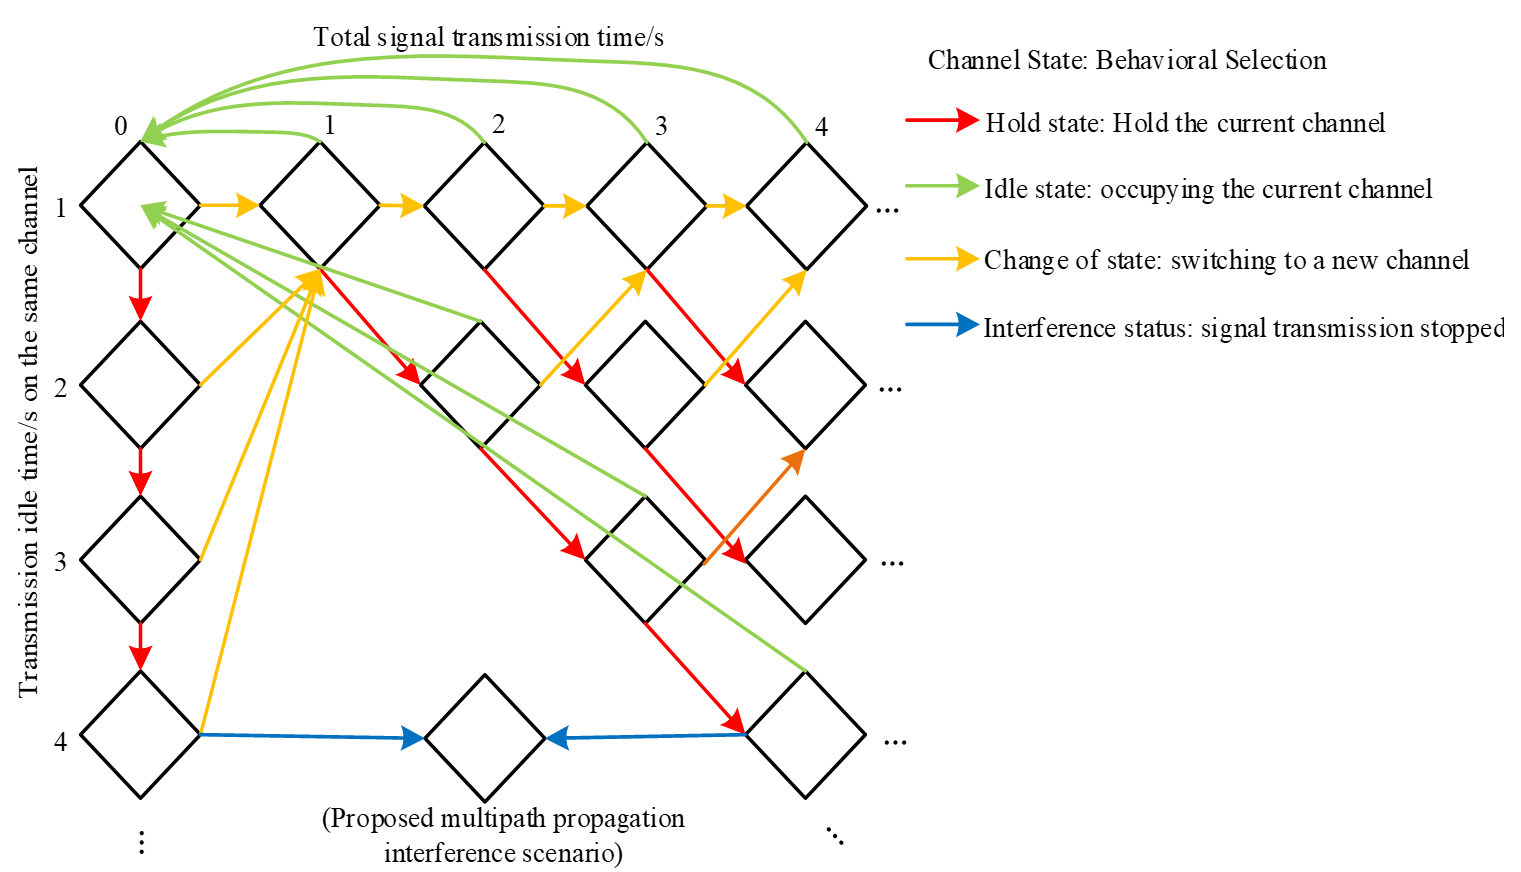 Total signal transmission time/s
Channel State: Behavioral Selection
0 1 2 3 4
Hold state: Hold the current channel
Idle state: occupying the current channel
Change of state: switching to a new channel
Interference status: signal transmission stopped
Transmission idle time/s on the same channel
1 ...
2 ...
3 ...
4 ...
(Proposed multipath propagation
interference scenario)